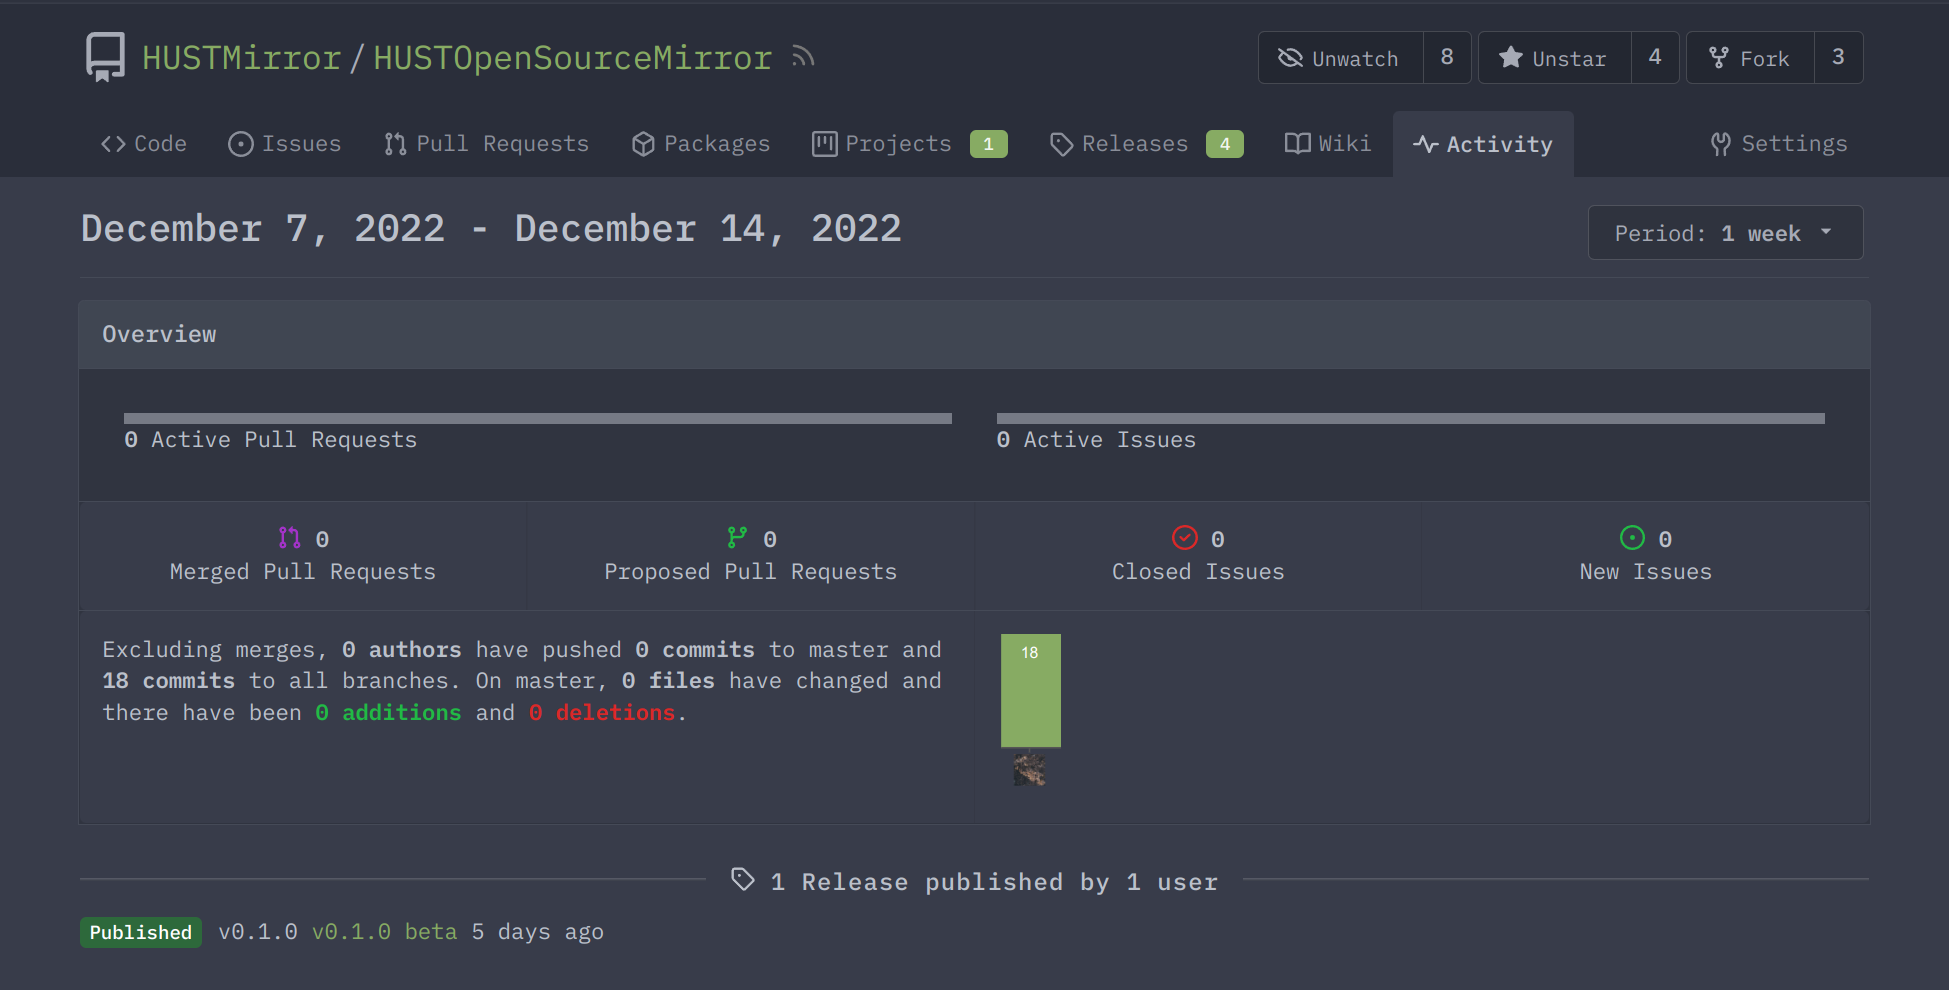 HUSTMirror/HUSTOpenSourceMirror
Unwatch 8 Unstar 4 Fork 3
Code Issues Pull Requests Packages Projects 1 Releases 4 Wiki Activity Settings
December 7, 2022 - December 14, 2022
Period: 1 week
Overview
0 Active Pull Requests
0 Active Issues
0
Merged Pull Requests
0
Proposed Pull Requests
0
Closed Issues
0
New Issues
Excluding merges, 0 authors have pushed 0 commits to master and
18 commits to all branches. On master, 0 files have changed and
there have been 0 additions and 0 deletions.
18
1 Release published by 1 user
Published v0.1.0 v0.1.0 beta 5 days ago